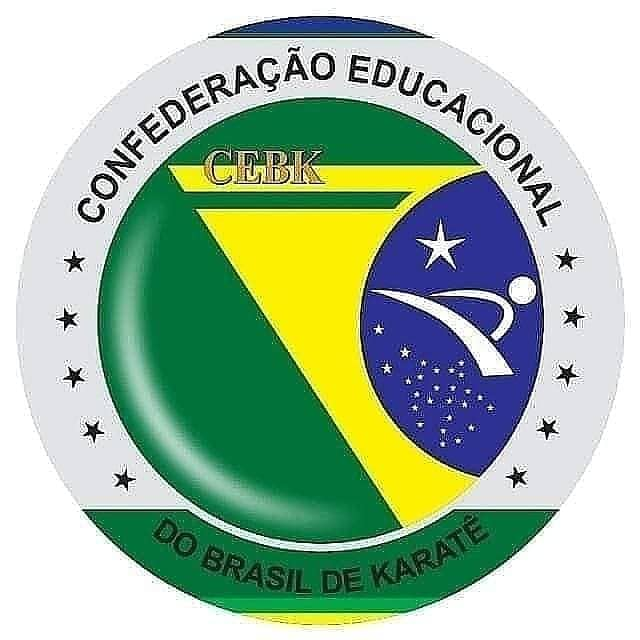 CONFEDERAÇÃO EDUCACIONAL
CEBK
DO BRASIL DE KARATÊ